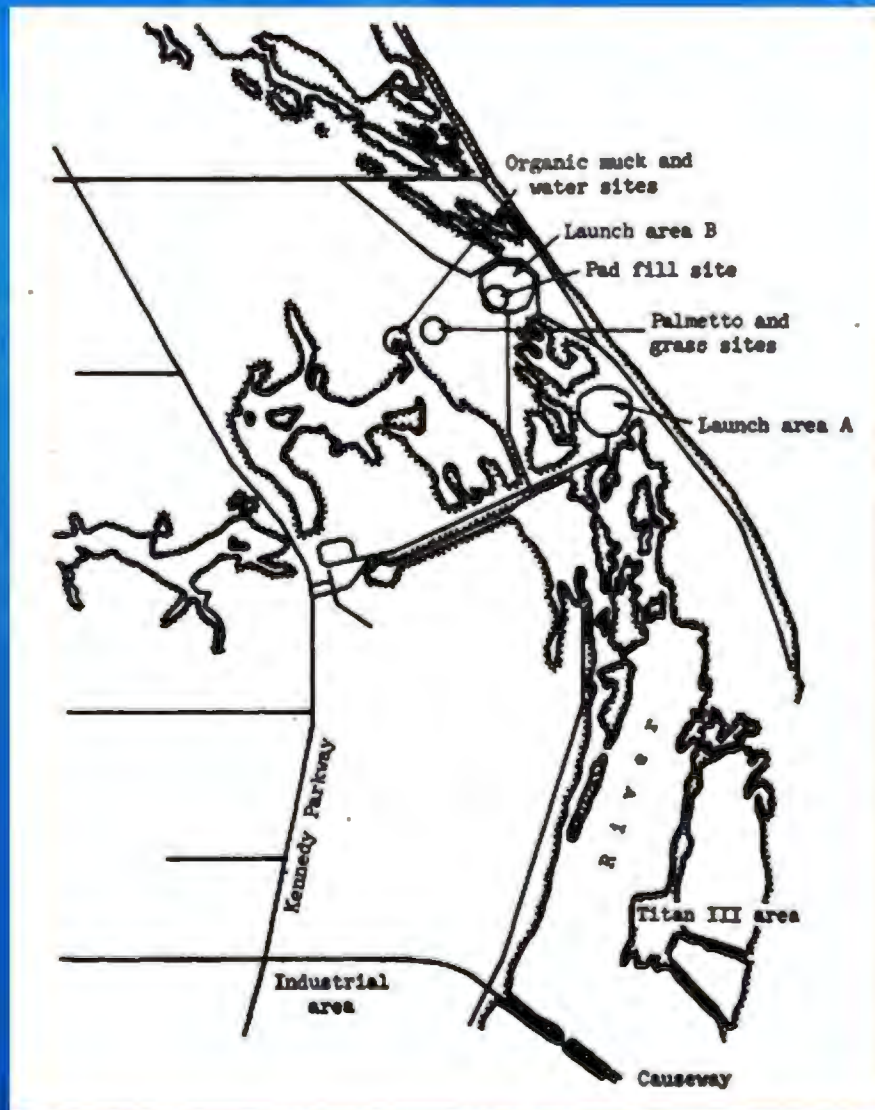 Organic muck and
water sites
Launch area B
Pad fill site
Palmetto and
grass sites
Launch area A
River
Kennedy Parkway
Titan III area
Industrial
area
Causeway